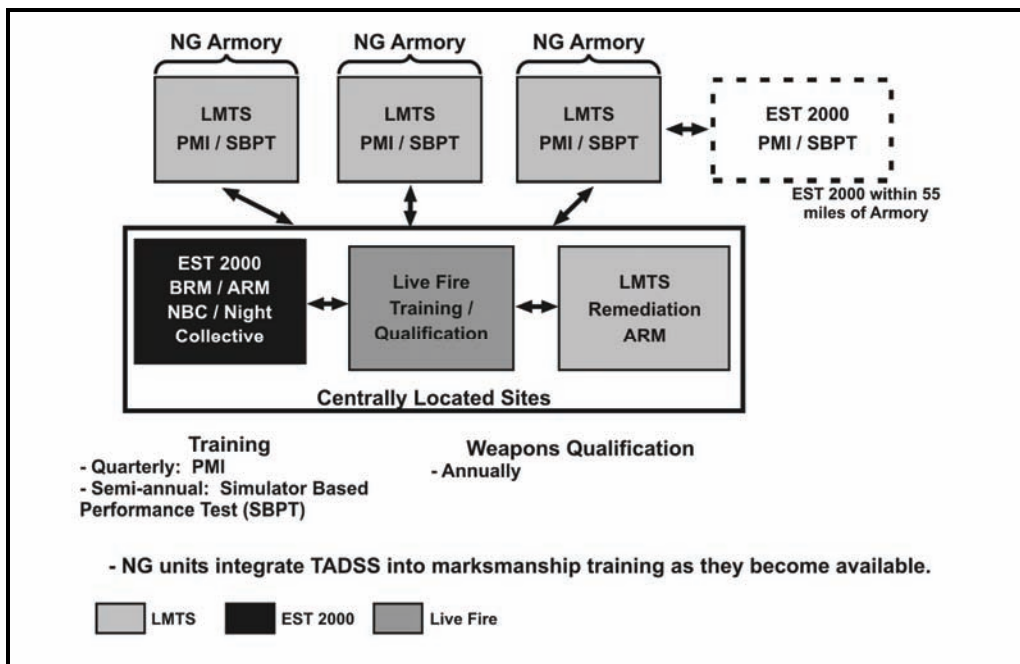 NG Armory
NG Armory
NG Armory
LMTS
PMI / SBPT
LMTS
PMI / SBPT
LMTS
PMI / SBPT
EST 2000
PMI / SBPT
EST 2000 within 55
miles of Armory
EST 2000
BRM / ARM
NBC / Night
Collective
Live Fire
Training /
Qualification
LMTS
Remediation
ARM
Centrally Located Sites
Training
- Quarterly: PMI
- Semi-annual: Simulator Based
Performance Test (SBPT)
Weapons Qualification
- Annually
- NG units integrate TADSS into marksmanship training as they become available.
LMTS
EST 2000
Live Fire